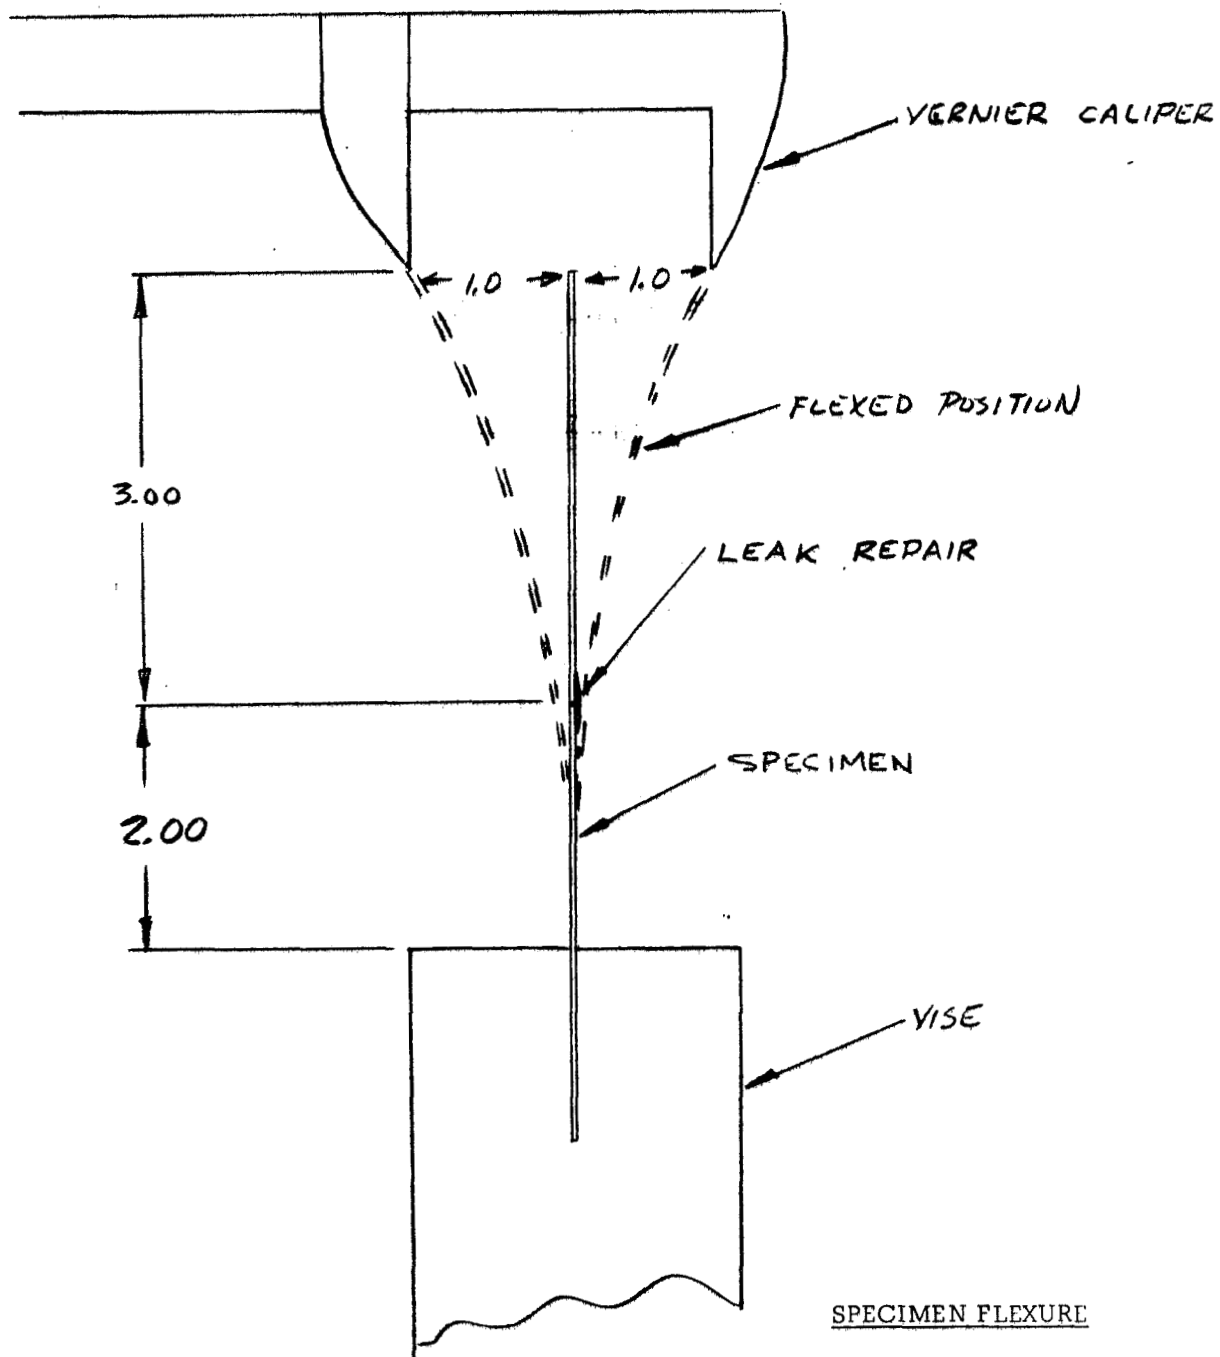 VERNIER CALIPER
1.0
1.0
FLEXED POSITION
3.00
LEAK REPAIR
SPECIMEN
2.00
VISE
SPECIMEN FLEXURE